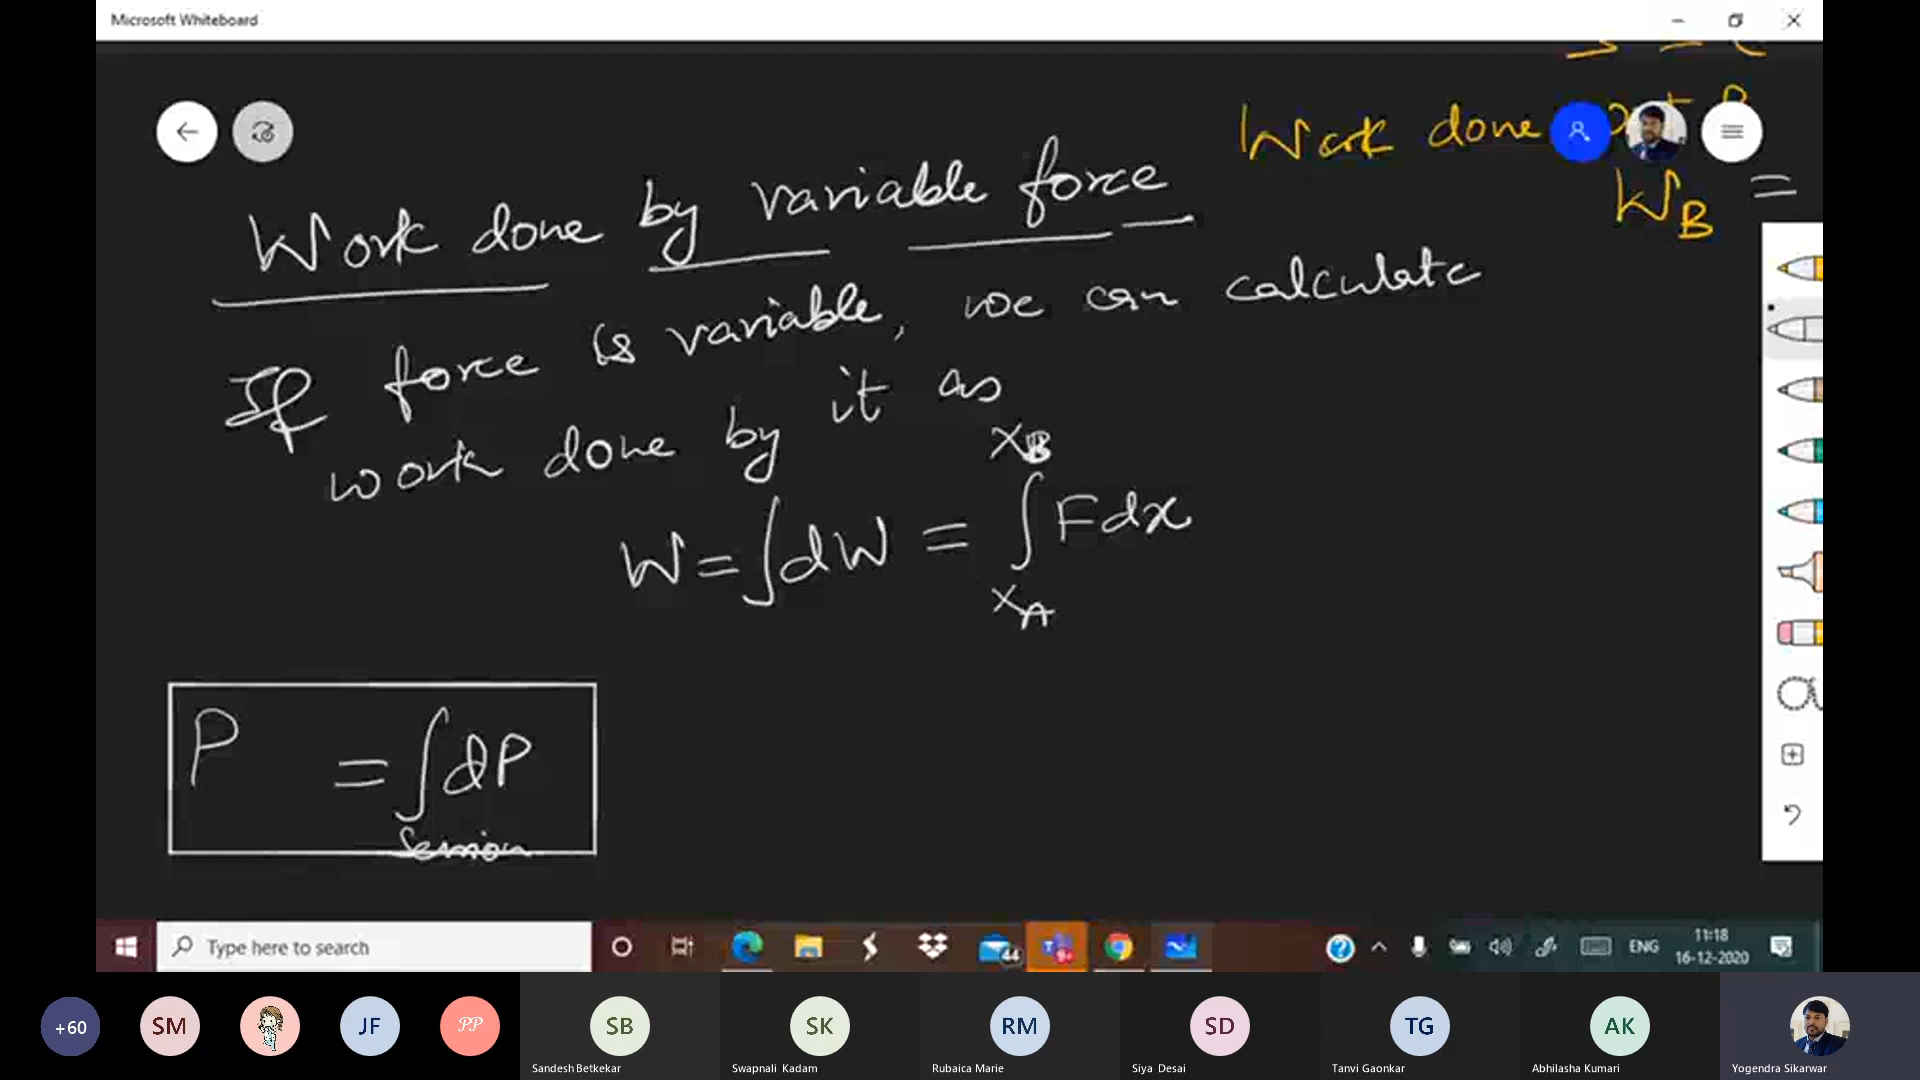 Microsoft Whiteboard
Work done
W_B =
Work done by variable force
If force is variable, we can calculate
work done by it as
W = ∫dW = ∫_{X_A}^{X_B} F dx
P = ∫dP
Type here to search
44
9+
ENG
11:18
16-12-2020
+60
SM
JF
PP
SB
SK
RM
SD
TG
AK
Sandesh Betkekar
Swapnali Kadam
Rubaica Marie
Siya Desai
Tanvi Gaonkar
Abhilasha Kumari
Yogendra Sikarwar